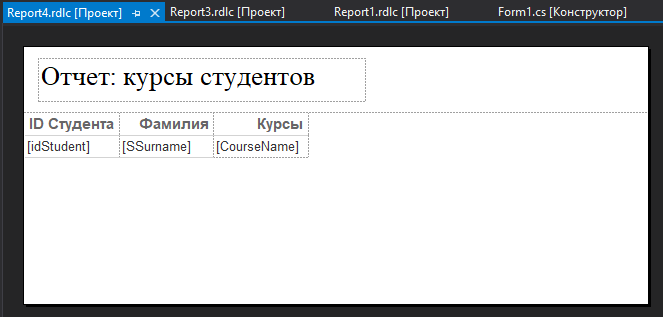 Report4.rdlc [Проект] Report3.rdlc [Проект] Report1.rdlc [Проект] Form1.cs [Конструктор]
Отчет: курсы студентов
ID Студента Фамилия Курсы
[idStudent] [SSurname] [CourseName]